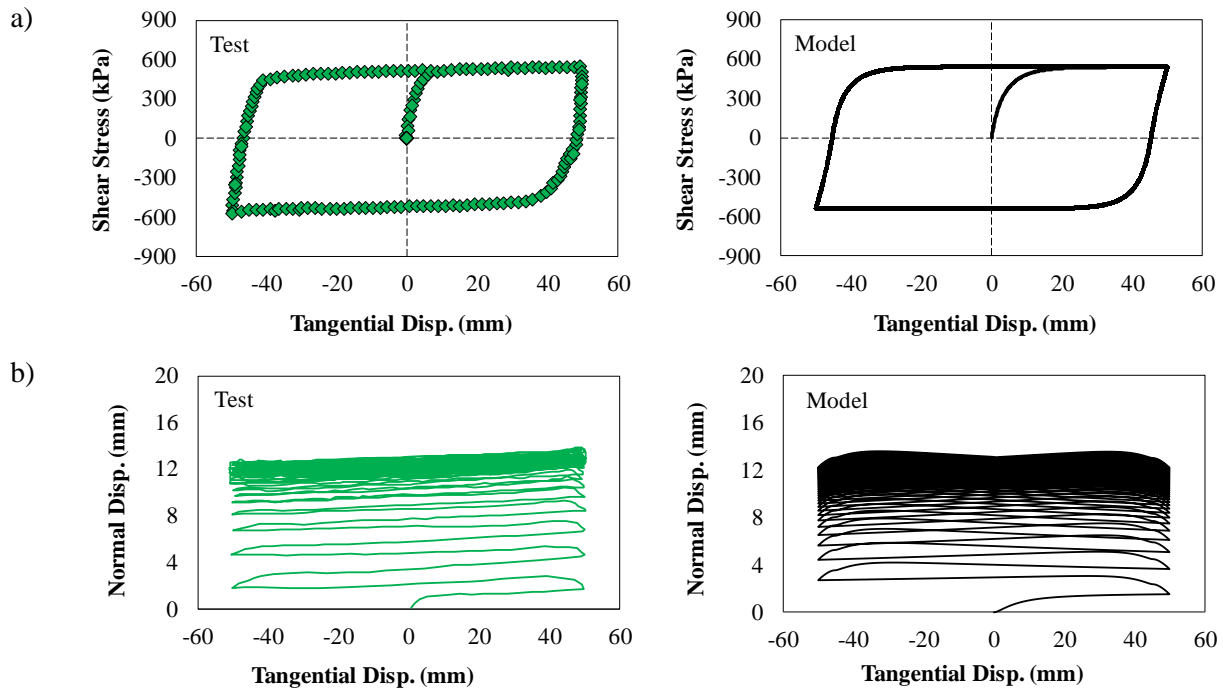 a)
Shear Stress (kPa)
900
600
300
0
-300
-600
-900
Test
-60 -40 -20 0 20 40 60
Tangential Disp. (mm)
Shear Stress (kPa)
900
600
300
0
-300
-600
-900
Model
-60 -40 -20 0 20 40 60
Tangential Disp. (mm)
b)
Normal Disp. (mm)
20
16
12
8
4
0
Test
-60 -40 -20 0 20 40 60
Tangential Disp. (mm)
Normal Disp. (mm)
20
16
12
8
4
0
Model
-60 -40 -20 0 20 40 60
Tangential Disp. (mm)